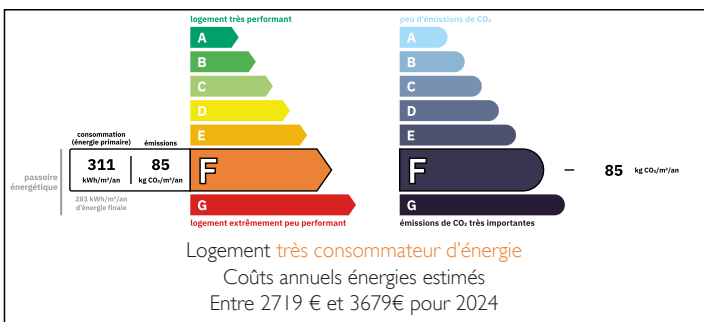 logement très performant
A
B
C
D
E
consommation
(énergie primaire)
émissions
311
kWh/m²/an
85
kg CO₂/m²/an
F
passoire
énergétique
281 kWh/m²/an
d'énergie finale
G
logement extrêmement peu performant
peu d'émissions de CO₂
A
B
C
D
E
F
85 kg CO₂/m²/an
G
émissions de CO₂ très importantes
Logement très consommateur d'énergie
Coûts annuels énergies estimés
Entre 2719 € et 3679€ pour 2024